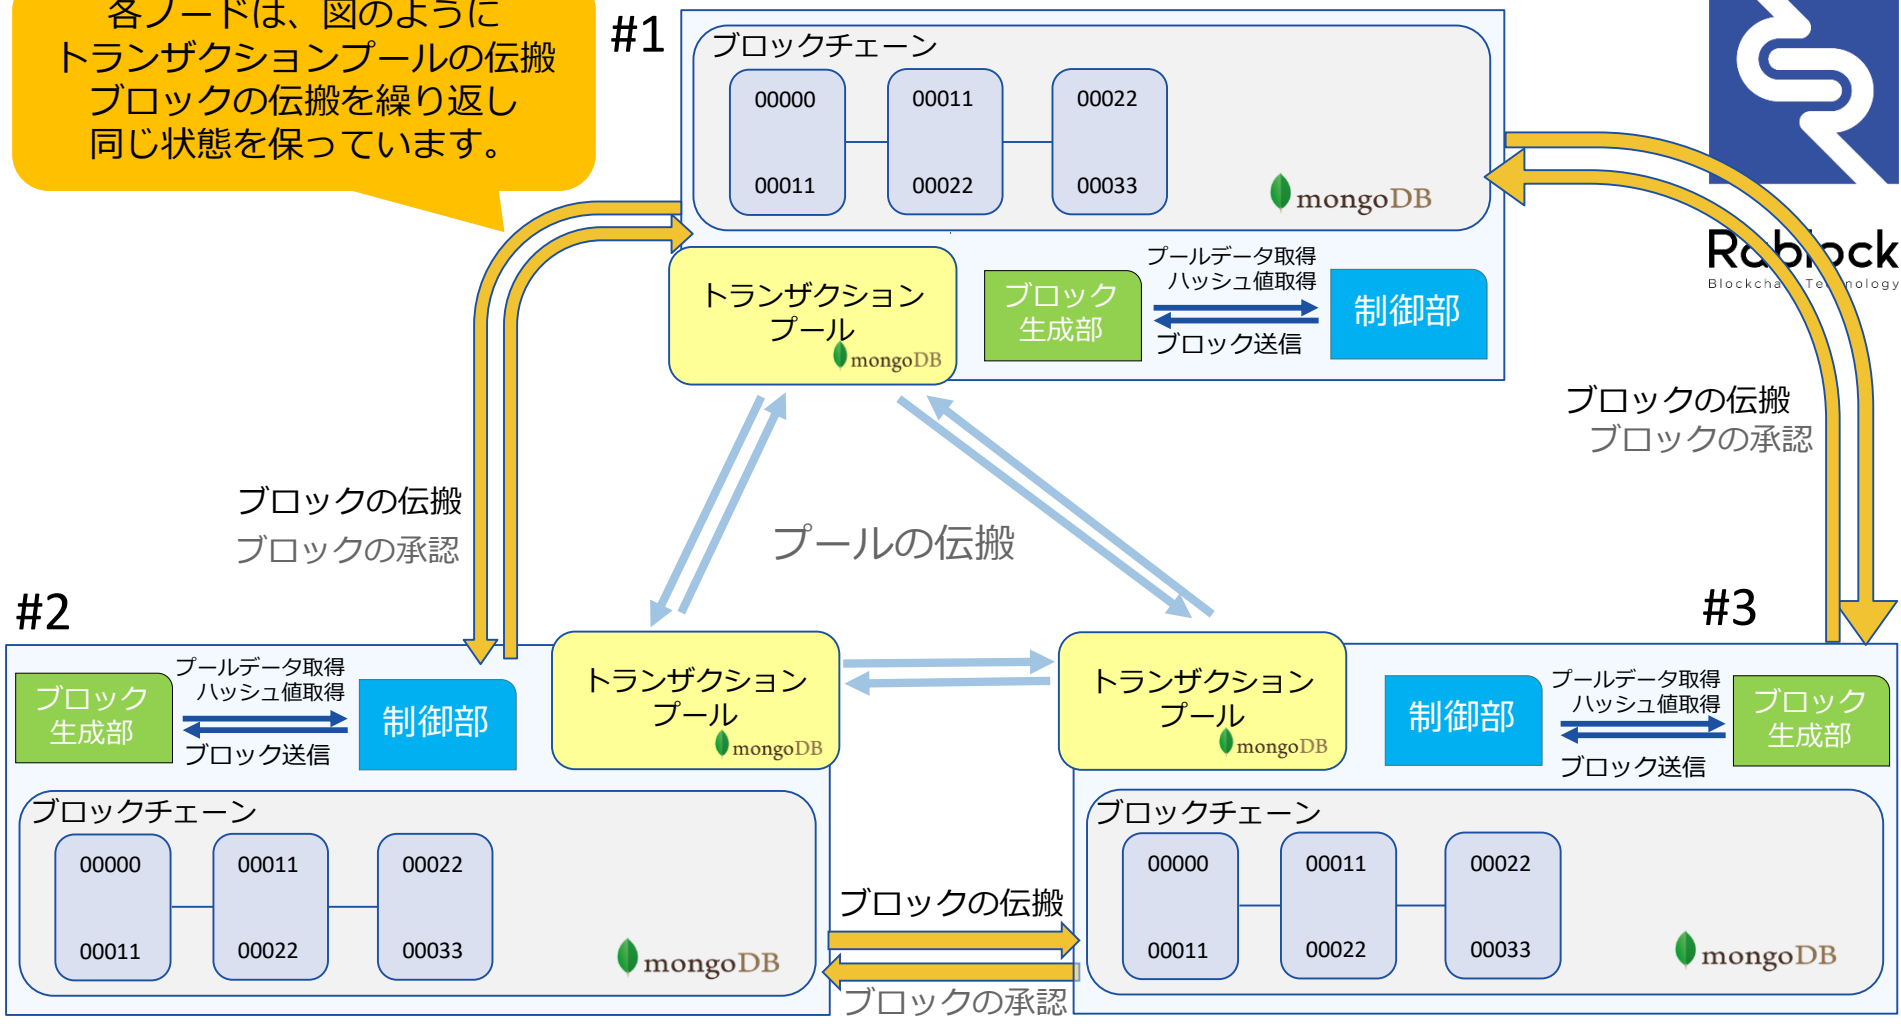 各ノードは、図のように
トランザクションプールの伝搬
ブロックの伝搬を繰り返し
同じ状態を保っています。
#1
ブロックチェーン
00000
00011
00022
00011
00022
00033
mongoDB
トランザクション
プール
mongoDB
ブロック
生成部
プールデータ取得
ハッシュ値取得
ブロック送信
制御部
Rablock
Blockchain Technology
ブロックの伝搬
ブロックの承認
ブロックの伝搬
ブロックの承認
プールの伝搬
#2
ブロック
生成部
プールデータ取得
ハッシュ値取得
ブロック送信
制御部
トランザクション
プール
mongoDB
ブロックチェーン
00000
00011
00022
00011
00022
00033
mongoDB
ブロックの伝搬
ブロックの承認
#3
トランザクション
プール
mongoDB
制御部
プールデータ取得
ハッシュ値取得
ブロック送信
ブロック
生成部
ブロックチェーン
00000
00011
00022
00011
00022
00033
mongoDB